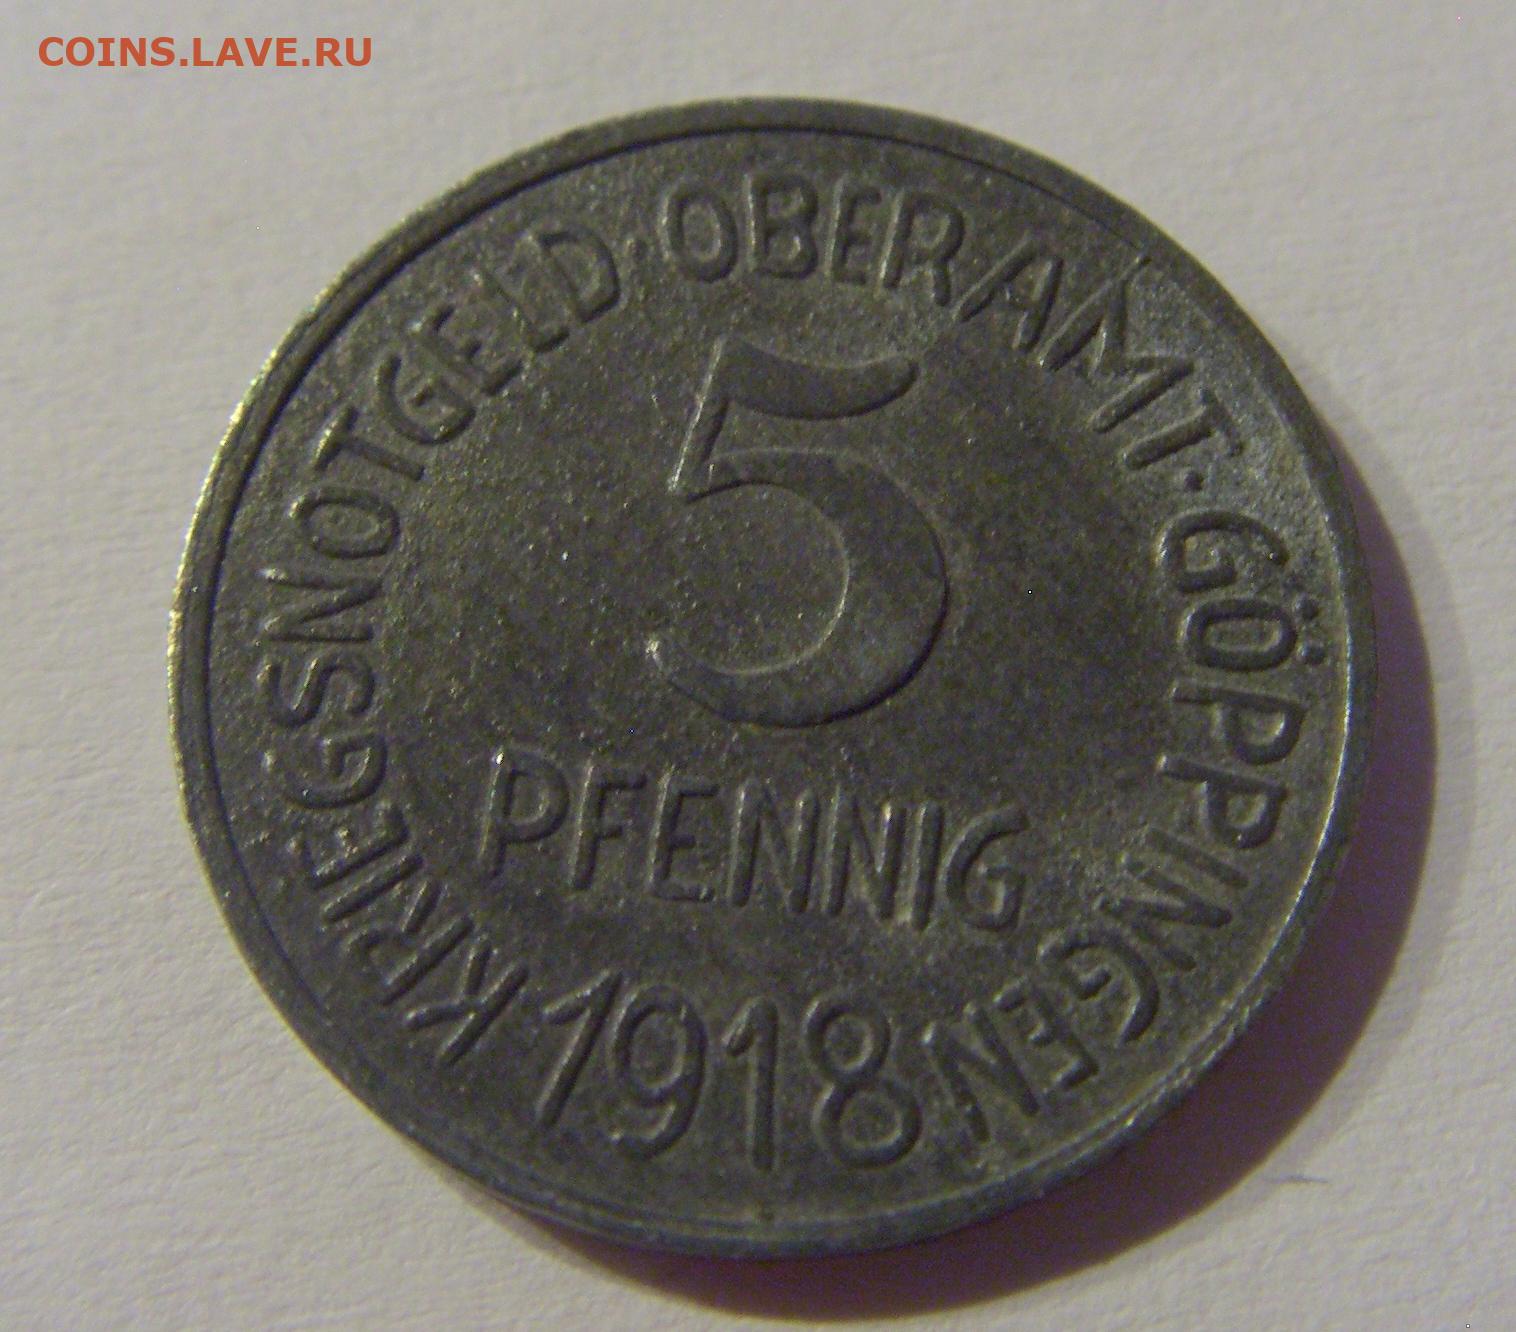 COINS.LAVE.RU
KRIEGSNOTGELD · OBERAMT · GÖPPINGEN
5
PFENNIG
1918